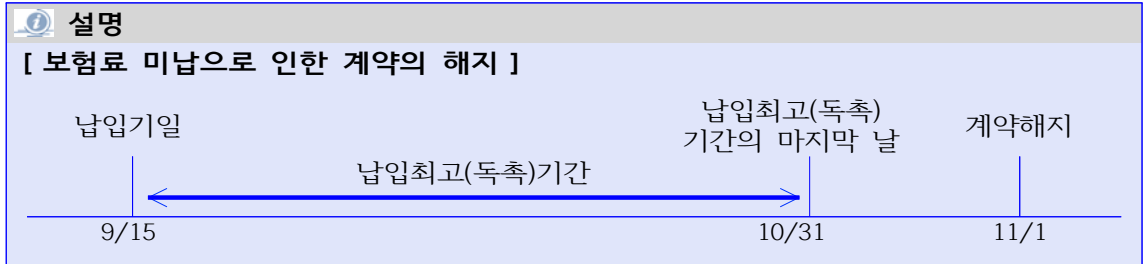 설명
[ 보험료 미납으로 인한 계약의 해지 ]
납입기일
납입최고(독촉)
기간의 마지막 날
계약해지
납입최고(독촉)기간
9/15
10/31
11/1